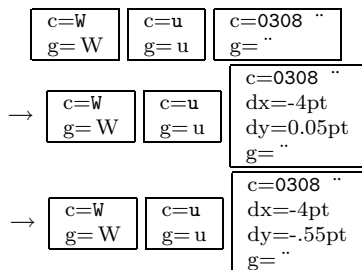 c=W c=u c=0308 ¨
g= W g= u g= ¨
c=0308 ¨
c=W c=u dx=-4pt
→ g= W g= u dy=0.05pt
g= ¨
c=0308 ¨
c=W c=u dx=-4pt
→ g= W g= u dy=-.55pt
g= ¨